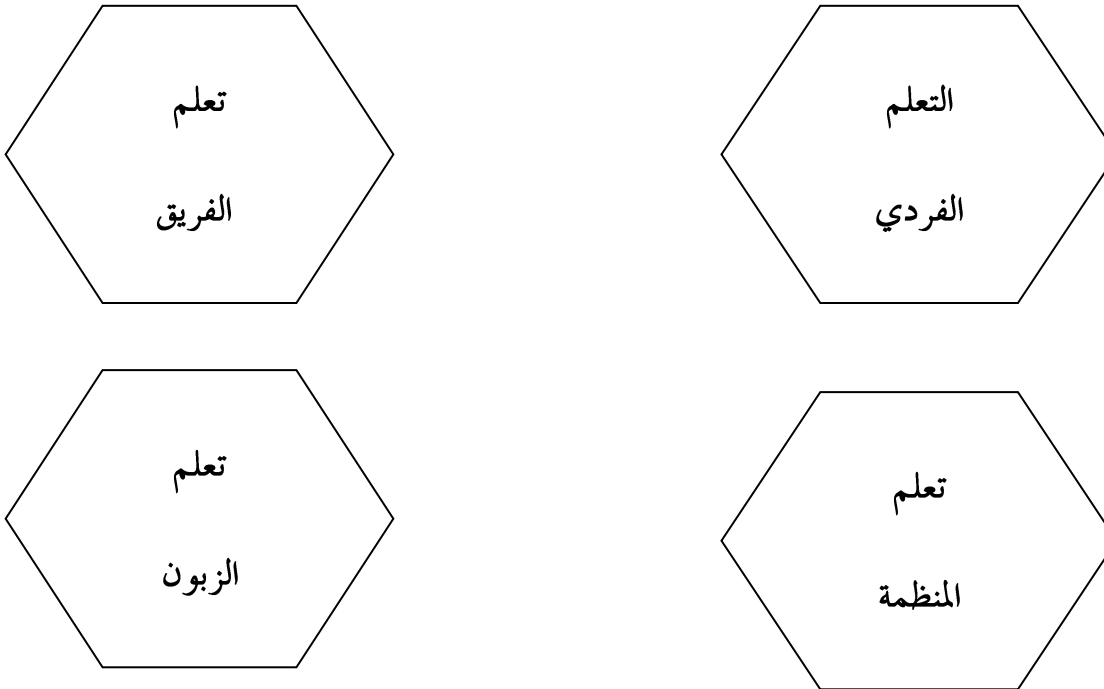 التعلم
الفردي
تعلم
الفريق
تعلم
المنظمة
تعلم
الزبون